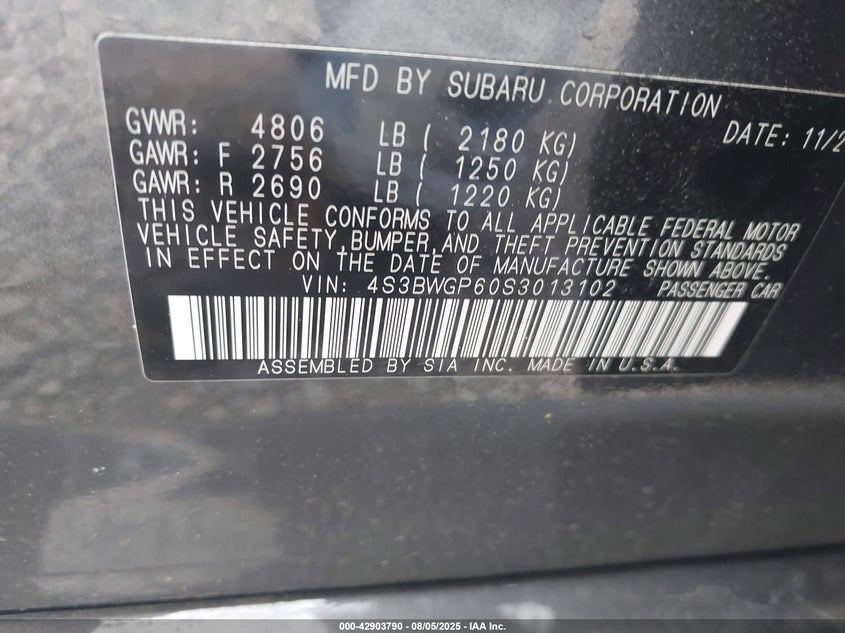 MFD BY SUBARU CORPORATION
GVWR: 4806 LB ( 2180 KG) DATE: 11/2
GAWR: F 2756 LB ( 1250 KG)
GAWR: R 2690 LB ( 1220 KG)
THIS VEHICLE CONFORMS TO ALL APPLICABLE FEDERAL MOTOR
VEHICLE SAFETY,BUMPER,AND THEFT PREVENTION STANDARDS
IN EFFECT ON THE DATE OF MANUFACTURE SHOWN ABOVE.
VIN: 4S3BWGP60S3013102 PASSENGER CAR
ASSEMBLED BY SIA INC. MADE IN U.S.A.
000-42903790 - 08/05/2025 - IAA Inc.